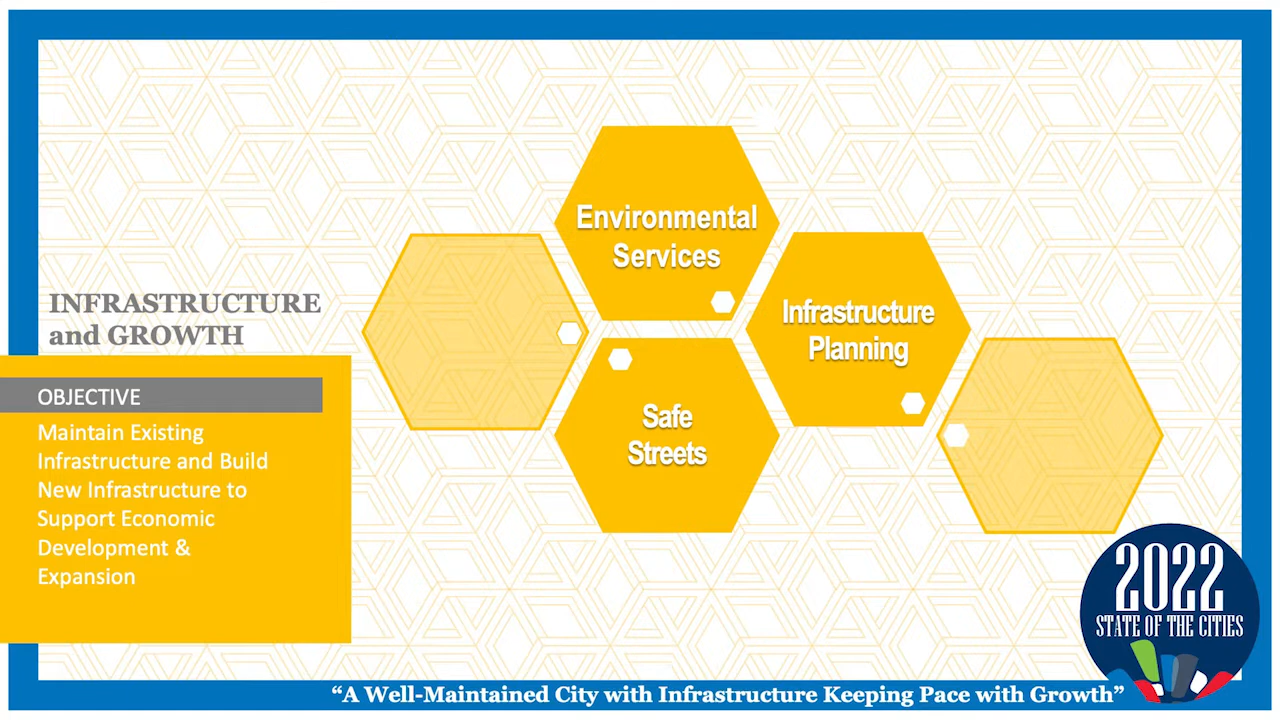 INFRASTRUCTURE
and GROWTH
OBJECTIVE
Maintain Existing
Infrastructure and Build
New Infrastructure to
Support Economic
Development &
Expansion
Environmental
Services
Infrastructure
Planning
Safe
Streets
2022
STATE OF THE CITIES
“A Well-Maintained City with Infrastructure Keeping Pace with Growth”